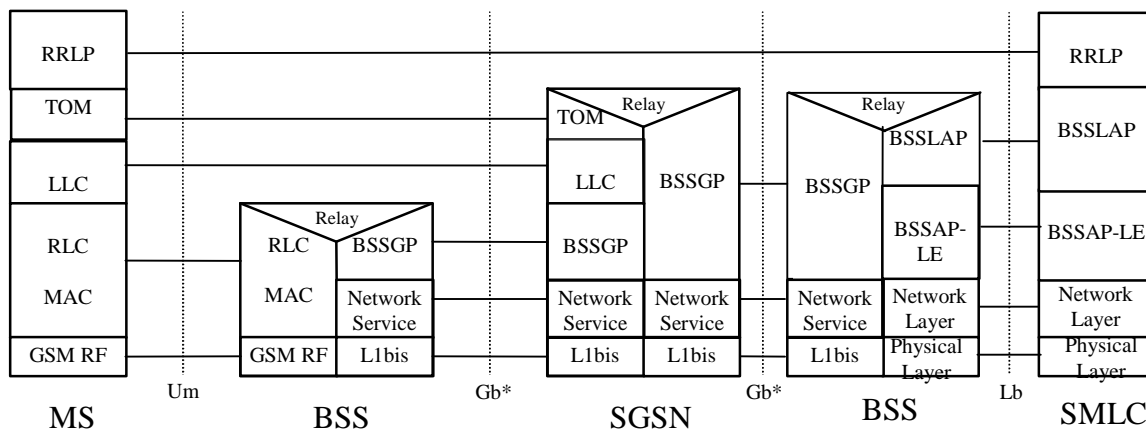 RRLP
TOM
LLC
RLC
MAC
GSM RF
Relay
RLC
MAC
GSM RF
BSSGP
Network
Service
L1bis
Relay
TOM
LLC
BSSGP
Network
Service
L1bis
BSSGP
Network
Service
L1bis
Relay
BSSGP
Network
Service
L1bis
BSSLAP
BSSAP-
LE
Network
Layer
Physical
Layer
RRLP
BSSLAP
BSSAP-LE
Network
Layer
Physical
Layer
Um
Gb*
Gb*
Lb
MS
BSS
SGSN
BSS
SMLC